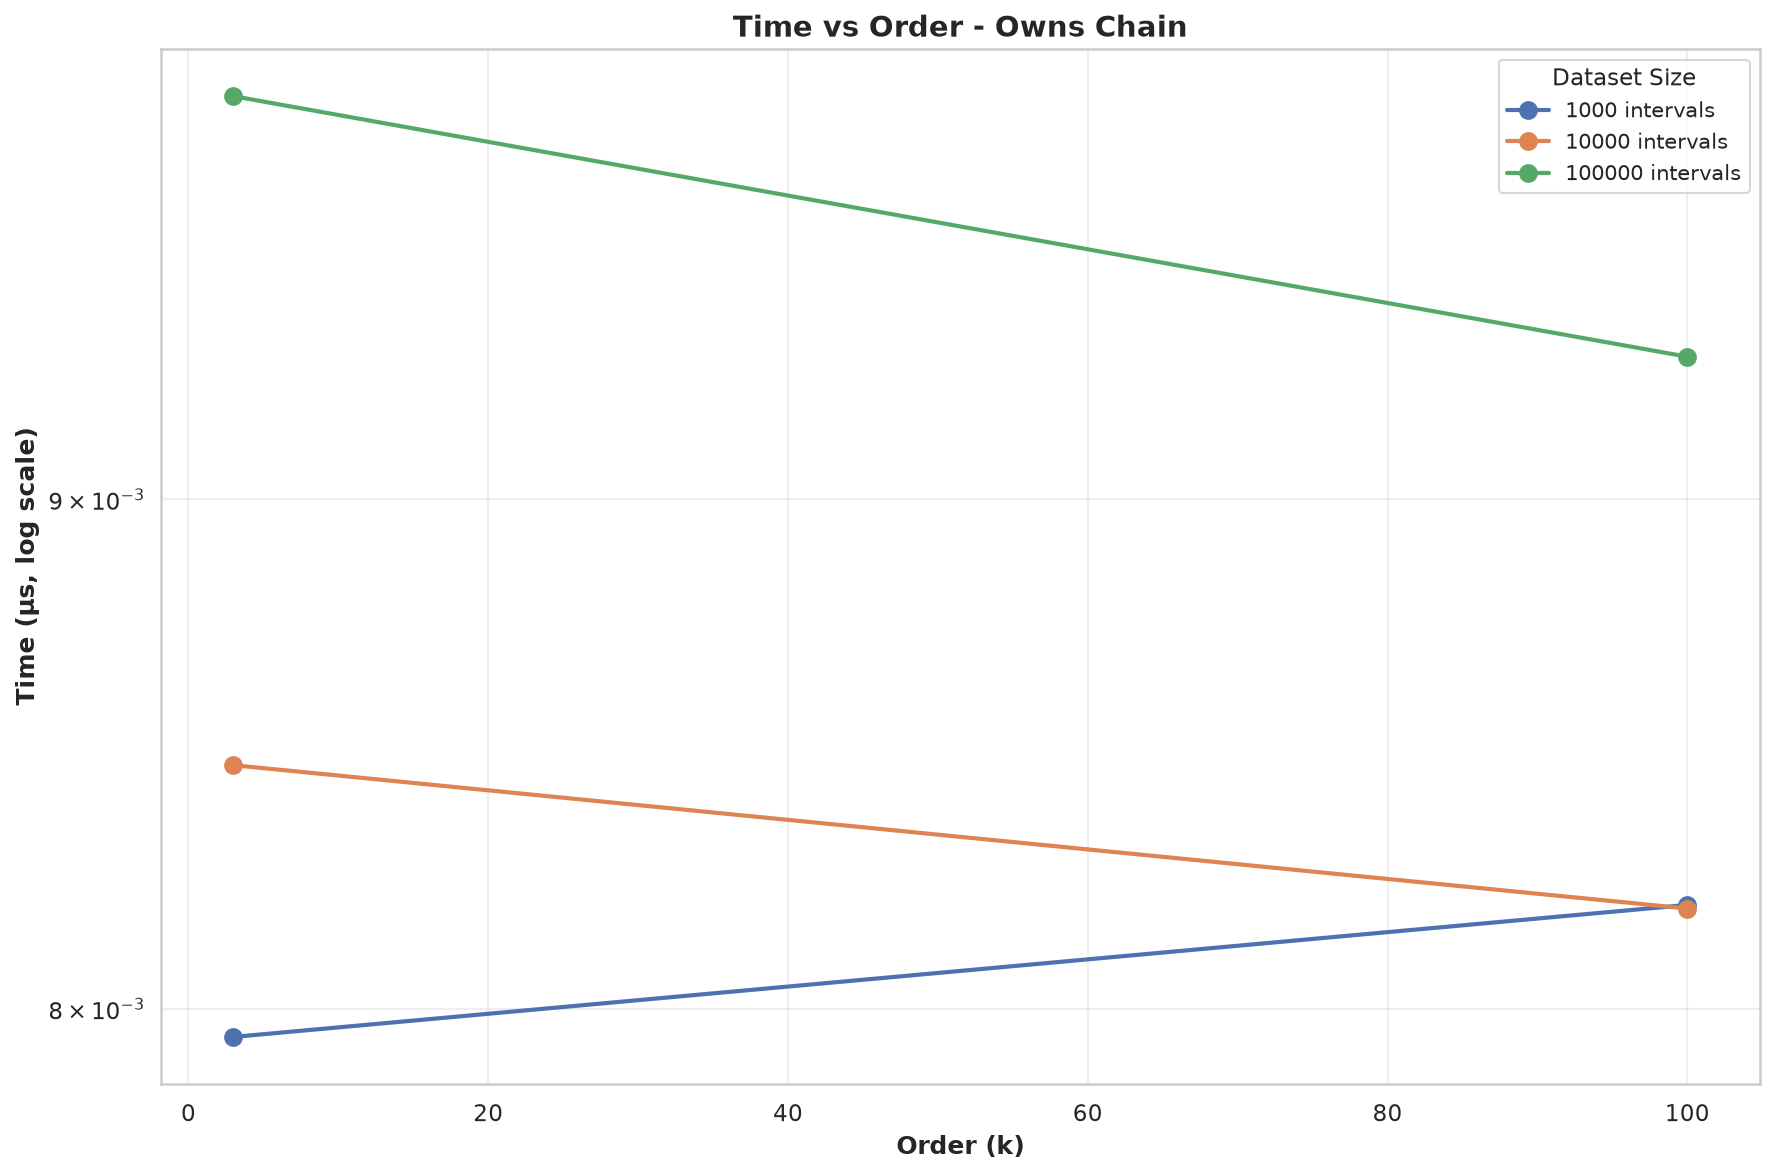 Time vs Order - Owns Chain
Dataset Size
1000 intervals
10000 intervals
100000 intervals
Time (µs, log scale)
9 × 10⁻³
8 × 10⁻³
0 20 40 60 80 100
Order (k)